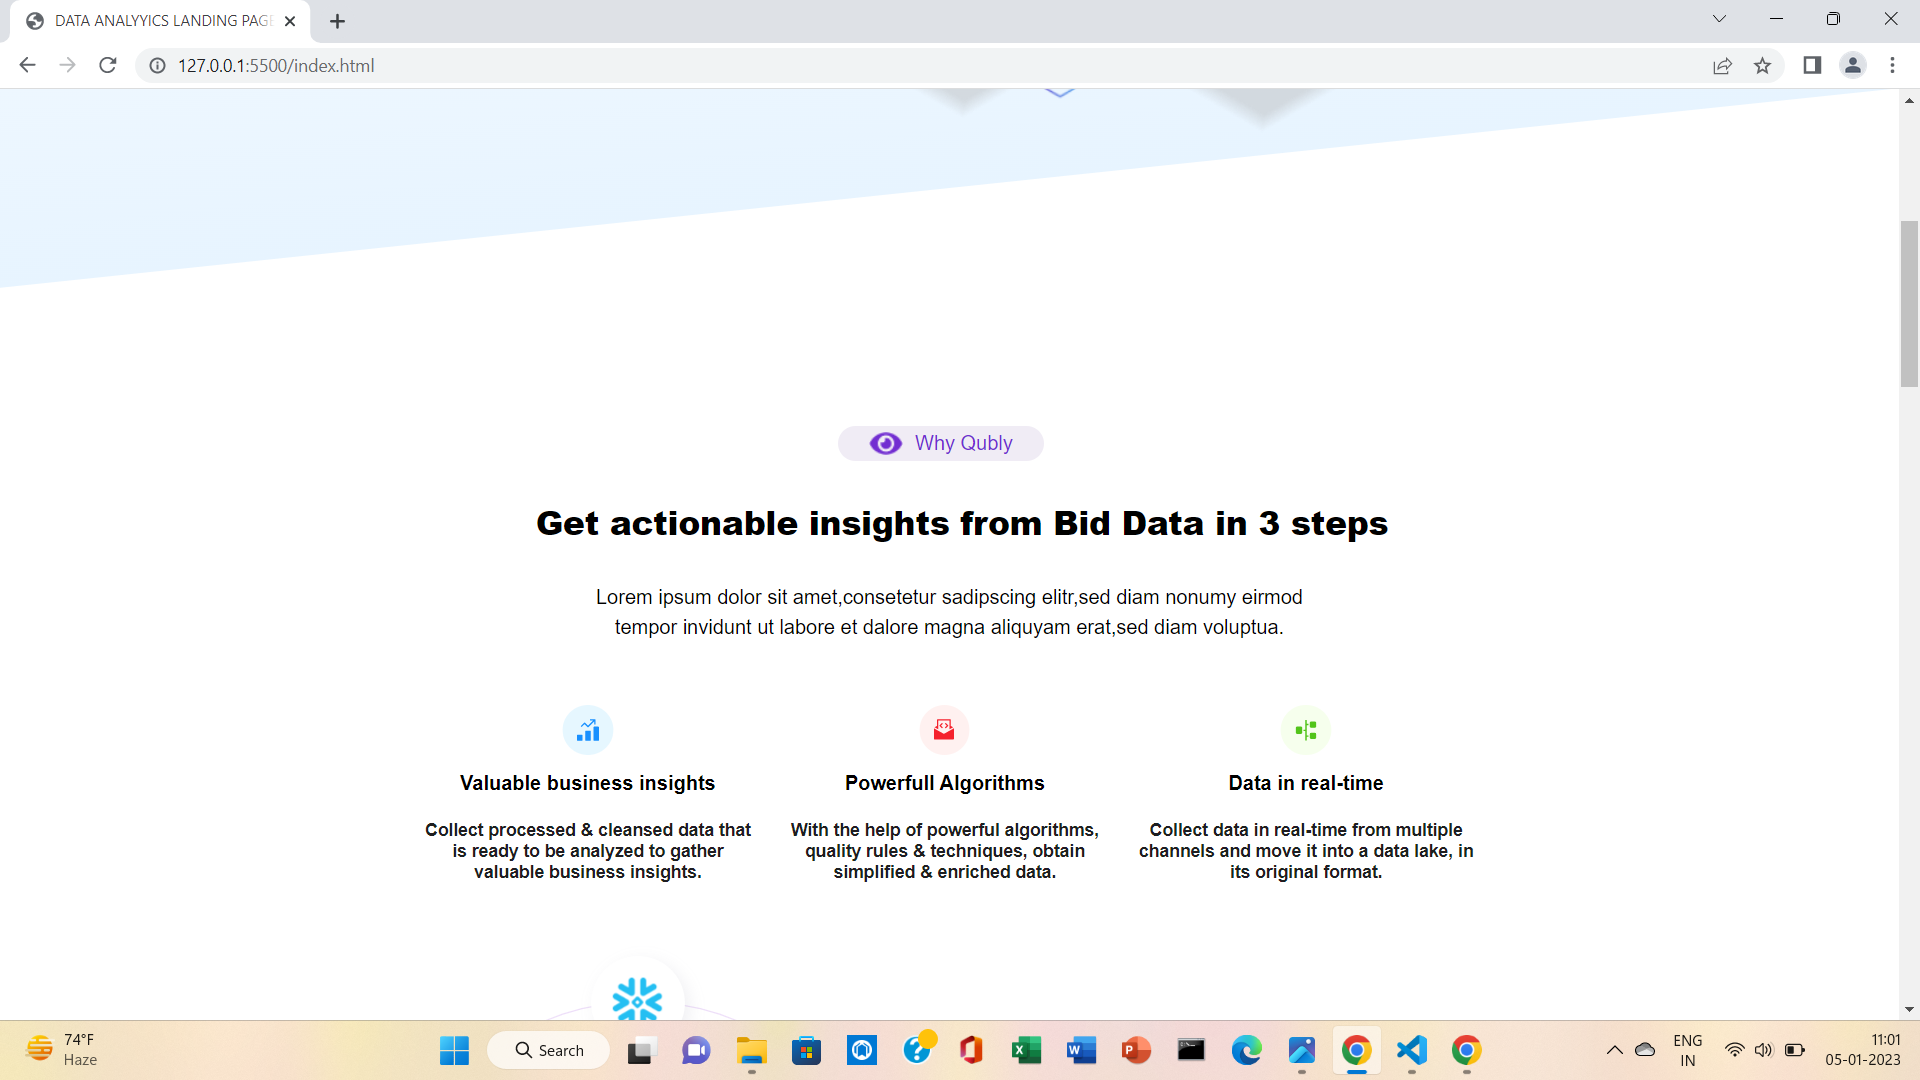 DATA ANALYYICS LANDING PAGE
127.0.0.1:5500/index.html
Why Qubly
Get actionable insights from Bid Data in 3 steps
Lorem ipsum dolor sit amet,consetetur sadipscing elitr,sed diam nonumy eirmod
tempor invidunt ut labore et dalore magna aliquyam erat,sed diam voluptua.
Valuable business insights
Collect processed & cleansed data that
is ready to be analyzed to gather
valuable business insights.
Powerfull Algorithms
With the help of powerful algorithms,
quality rules & techniques, obtain
simplified & enriched data.
Data in real-time
Collect data in real-time from multiple
channels and move it into a data lake, in
its original format.
74°F
Haze
Search
ENG
IN
11:01
05-01-2023